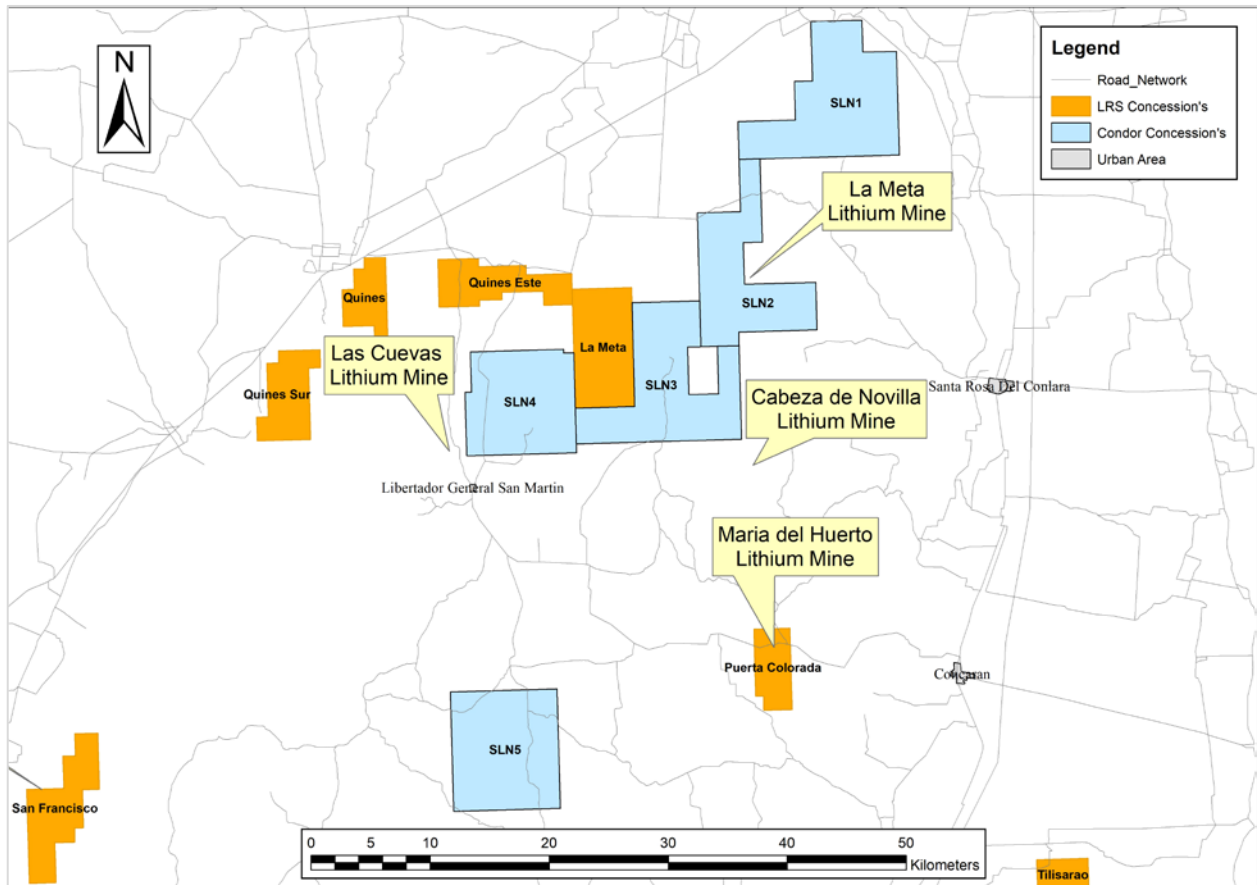 N
Legend
Road_Network
LRS Concession's
Condor Concession's
Urban Area
SLN1
La Meta
Lithium Mine
Quines Este
Quines
SLN2
La Meta
Las Cuevas
Lithium Mine
SLN3
Santa Rosa Del Conlara
Quines Sur
SLN4
Cabeza de Novilla
Lithium Mine
Libertador General San Martin
Maria del Huerto
Lithium Mine
Puerta Colorada
Concaran
SLN5
San Francisco
0 5 10 20 30 40 50
Kilometers
Tilisarao